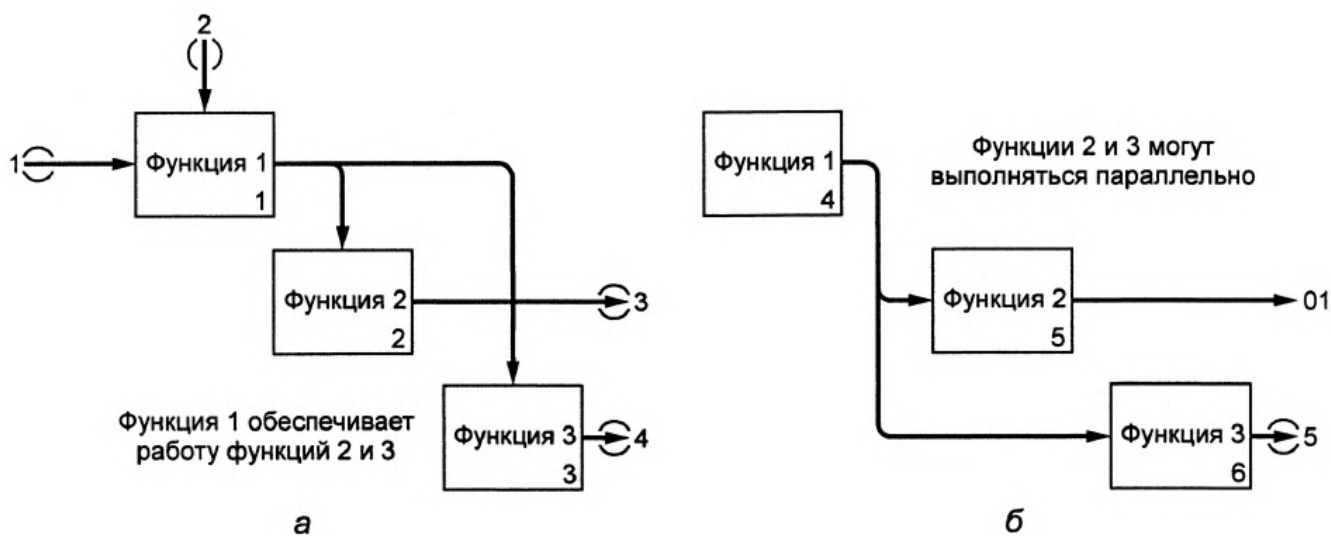 2
1
Функция 1
1
Функция 2
2
3
Функция 3
3
4
Функция 1 обеспечивает
работу функций 2 и 3
а
Функция 1
4
Функции 2 и 3 могут
выполняться параллельно
Функция 2
5
01
Функция 3
6
5
б